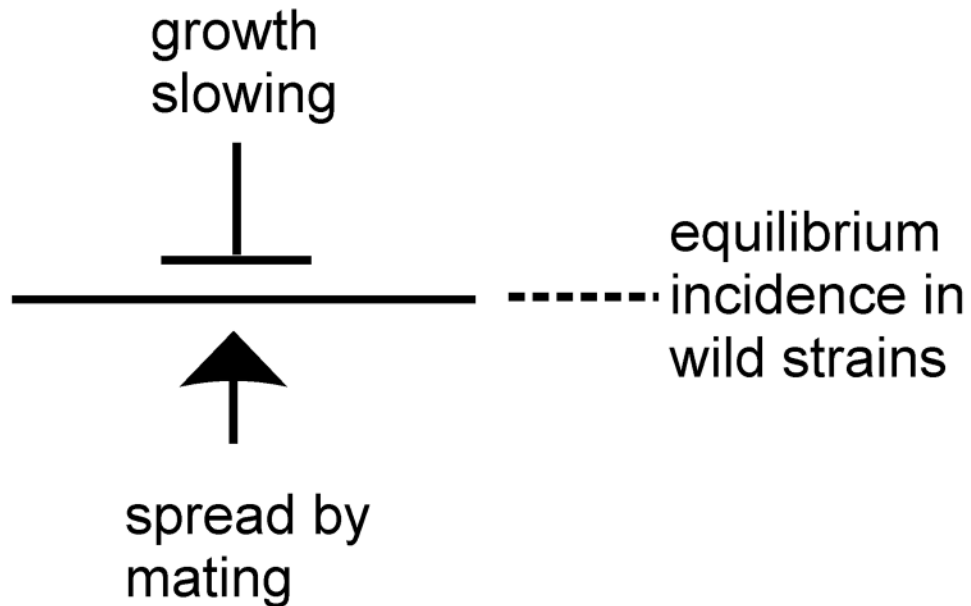 growth
slowing
equilibrium
incidence in
wild strains
spread by
mating